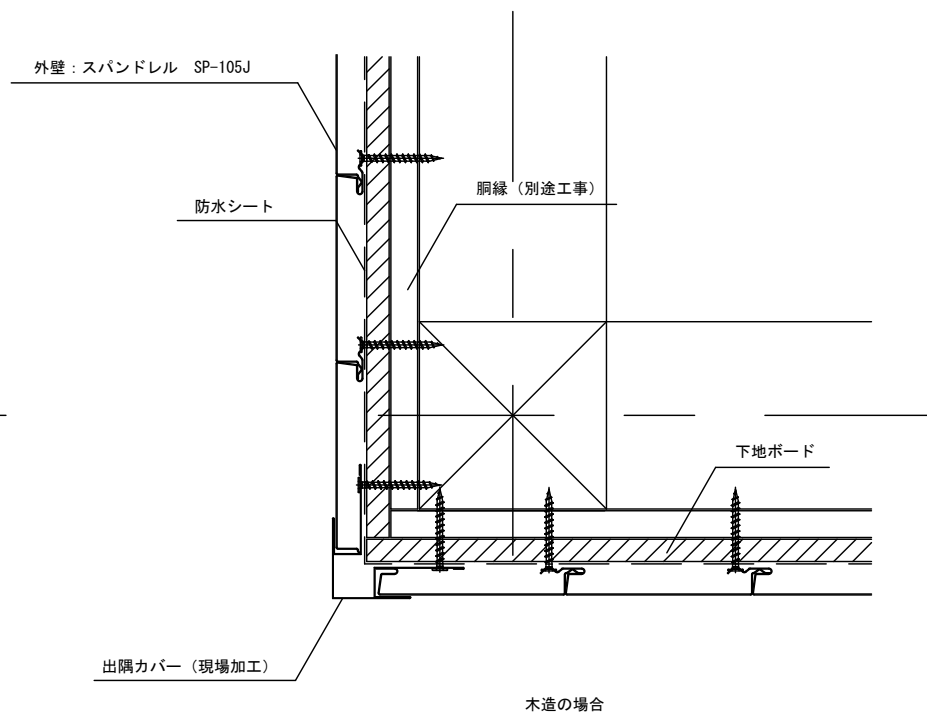 外壁：スパンドレル　SP-105J
胴縁（別途工事）
防水シート
下地ボード
出隅カバー（現場加工）
木造の場合